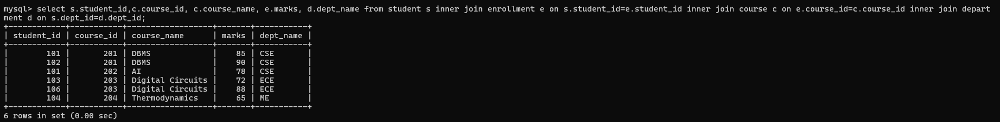 mysql> select s.student_id,c.course_id, c.course_name, e.marks, d.dept_name from student s inner join enrollment e on s.student_id=e.student_id inner join course c on e.course_id=c.course_id inner join depart
ment d on s.dept_id=d.dept_id;
+------------+-----------+------------------+-------+-----------+
| student_id | course_id | course_name      | marks | dept_name |
+------------+-----------+------------------+-------+-----------+
|        101 |       201 | DBMS             |    85 | CSE       |
|        102 |       201 | DBMS             |    90 | CSE       |
|        101 |       202 | AI               |    78 | CSE       |
|        103 |       203 | Digital Circuits |    72 | ECE       |
|        106 |       203 | Digital Circuits |    88 | ECE       |
|        104 |       204 | Thermodynamics   |    65 | ME        |
+------------+-----------+------------------+-------+-----------+
6 rows in set (0.00 sec)